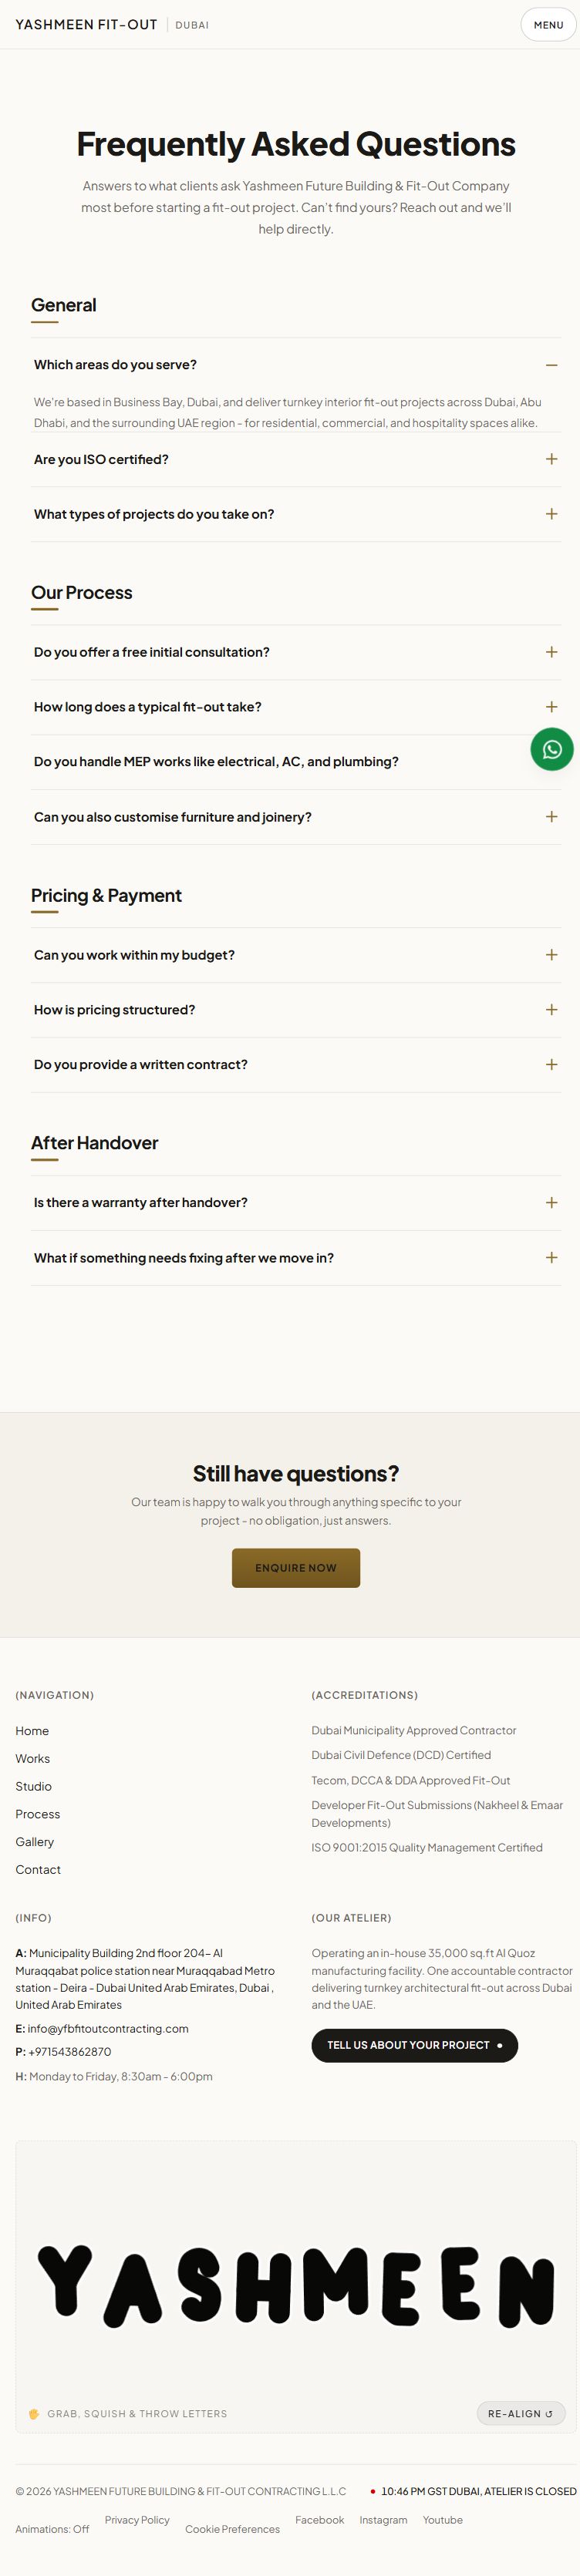 YASHMEEN FIT-OUT
DUBAI
MENU
Frequently Asked Questions
Answers to what clients ask Yashmeen Future Building & Fit-Out Company
most before starting a fit-out project. Can't find yours? Reach out and we'll
help directly.
General
Which areas do you serve?
We're based in Business Bay, Dubai, and deliver turnkey interior fit-out projects across Dubai, Abu
Dhabi, and the surrounding UAE region - for residential, commercial, and hospitality spaces alike.
Are you ISO certified?
What types of projects do you take on?
Our Process
Do you offer a free initial consultation?
How long does a typical fit-out take?
Do you handle MEP works like electrical, AC, and plumbing?
Can you also customise furniture and joinery?
Pricing & Payment
Can you work within my budget?
How is pricing structured?
Do you provide a written contract?
After Handover
Is there a warranty after handover?
What if something needs fixing after we move in?
Still have questions?
Our team is happy to walk you through anything specific to your
project - no obligation, just answers.
ENQUIRE NOW
(NAVIGATION)
Home
Works
Studio
Process
Gallery
Contact
(ACCREDITATIONS)
Dubai Municipality Approved Contractor
Dubai Civil Defence (DCD) Certified
Tecom, DCCA & DDA Approved Fit-Out
Developer Fit-Out Submissions (Nakheel & Emaar
Developments)
ISO 9001:2015 Quality Management Certified
(INFO)
A: Municipality Building 2nd floor 204– Al
Muraqqabat police station near Muraqqabad Metro
station - Deira - Dubai United Arab Emirates, Dubai ,
United Arab Emirates
E: info@yfbfitoutcontracting.com
P: +971543862870
H: Monday to Friday, 8:30am - 6:00pm
(OUR ATELIER)
Operating an in-house 35,000 sq.ft Al Quoz
manufacturing facility. One accountable contractor
delivering turnkey architectural fit-out across Dubai
and the UAE.
TELL US ABOUT YOUR PROJECT
YASHMEEN
GRAB, SQUISH & THROW LETTERS
RE-ALIGN ↺
© 2026 YASHMEEN FUTURE BUILDING & FIT-OUT CONTRACTING L.L.C
10:46 PM GST DUBAI, ATELIER IS CLOSED
Animations: Off
Privacy Policy
Cookie Preferences
Facebook
Instagram
Youtube